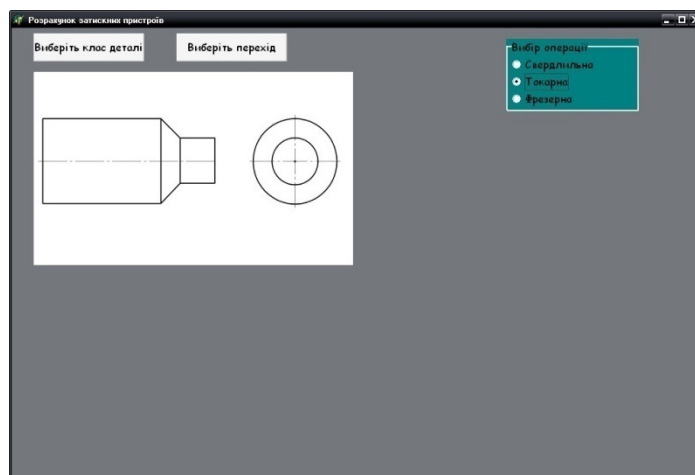 Розрахунок затискних пристроїв
Виберіть клас деталі
Виберіть перехід
Вибір операції
Свердлильна
Токарна
Фрезерна